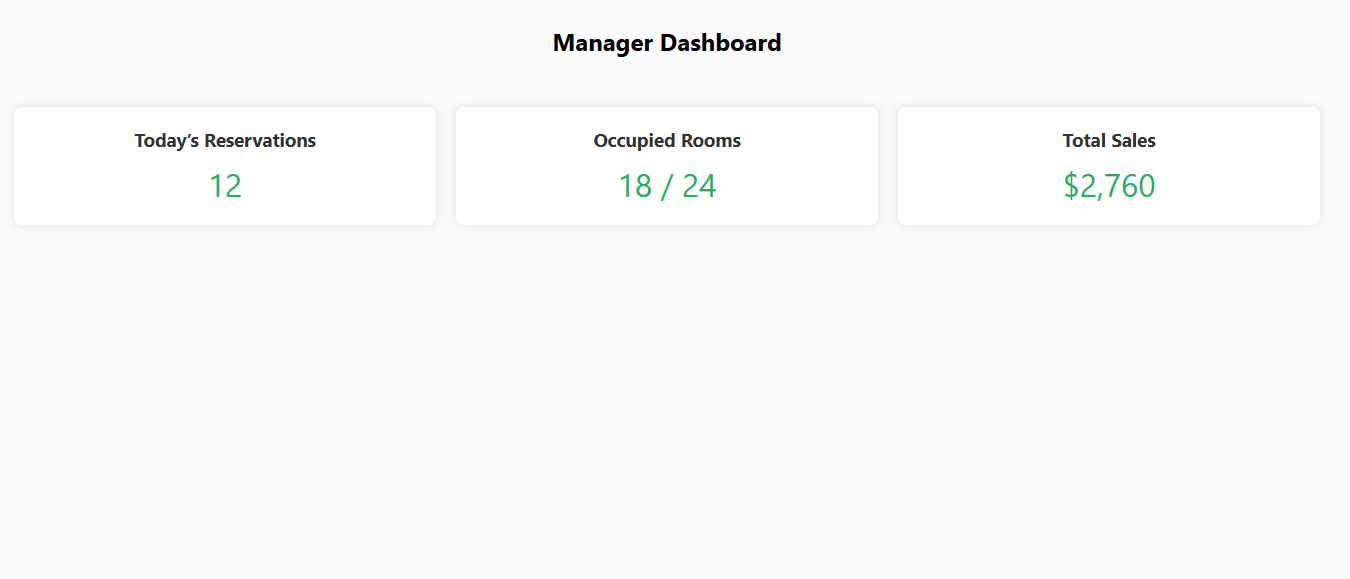 Manager Dashboard
Today’s Reservations
12
Occupied Rooms
18 / 24
Total Sales
$2,760